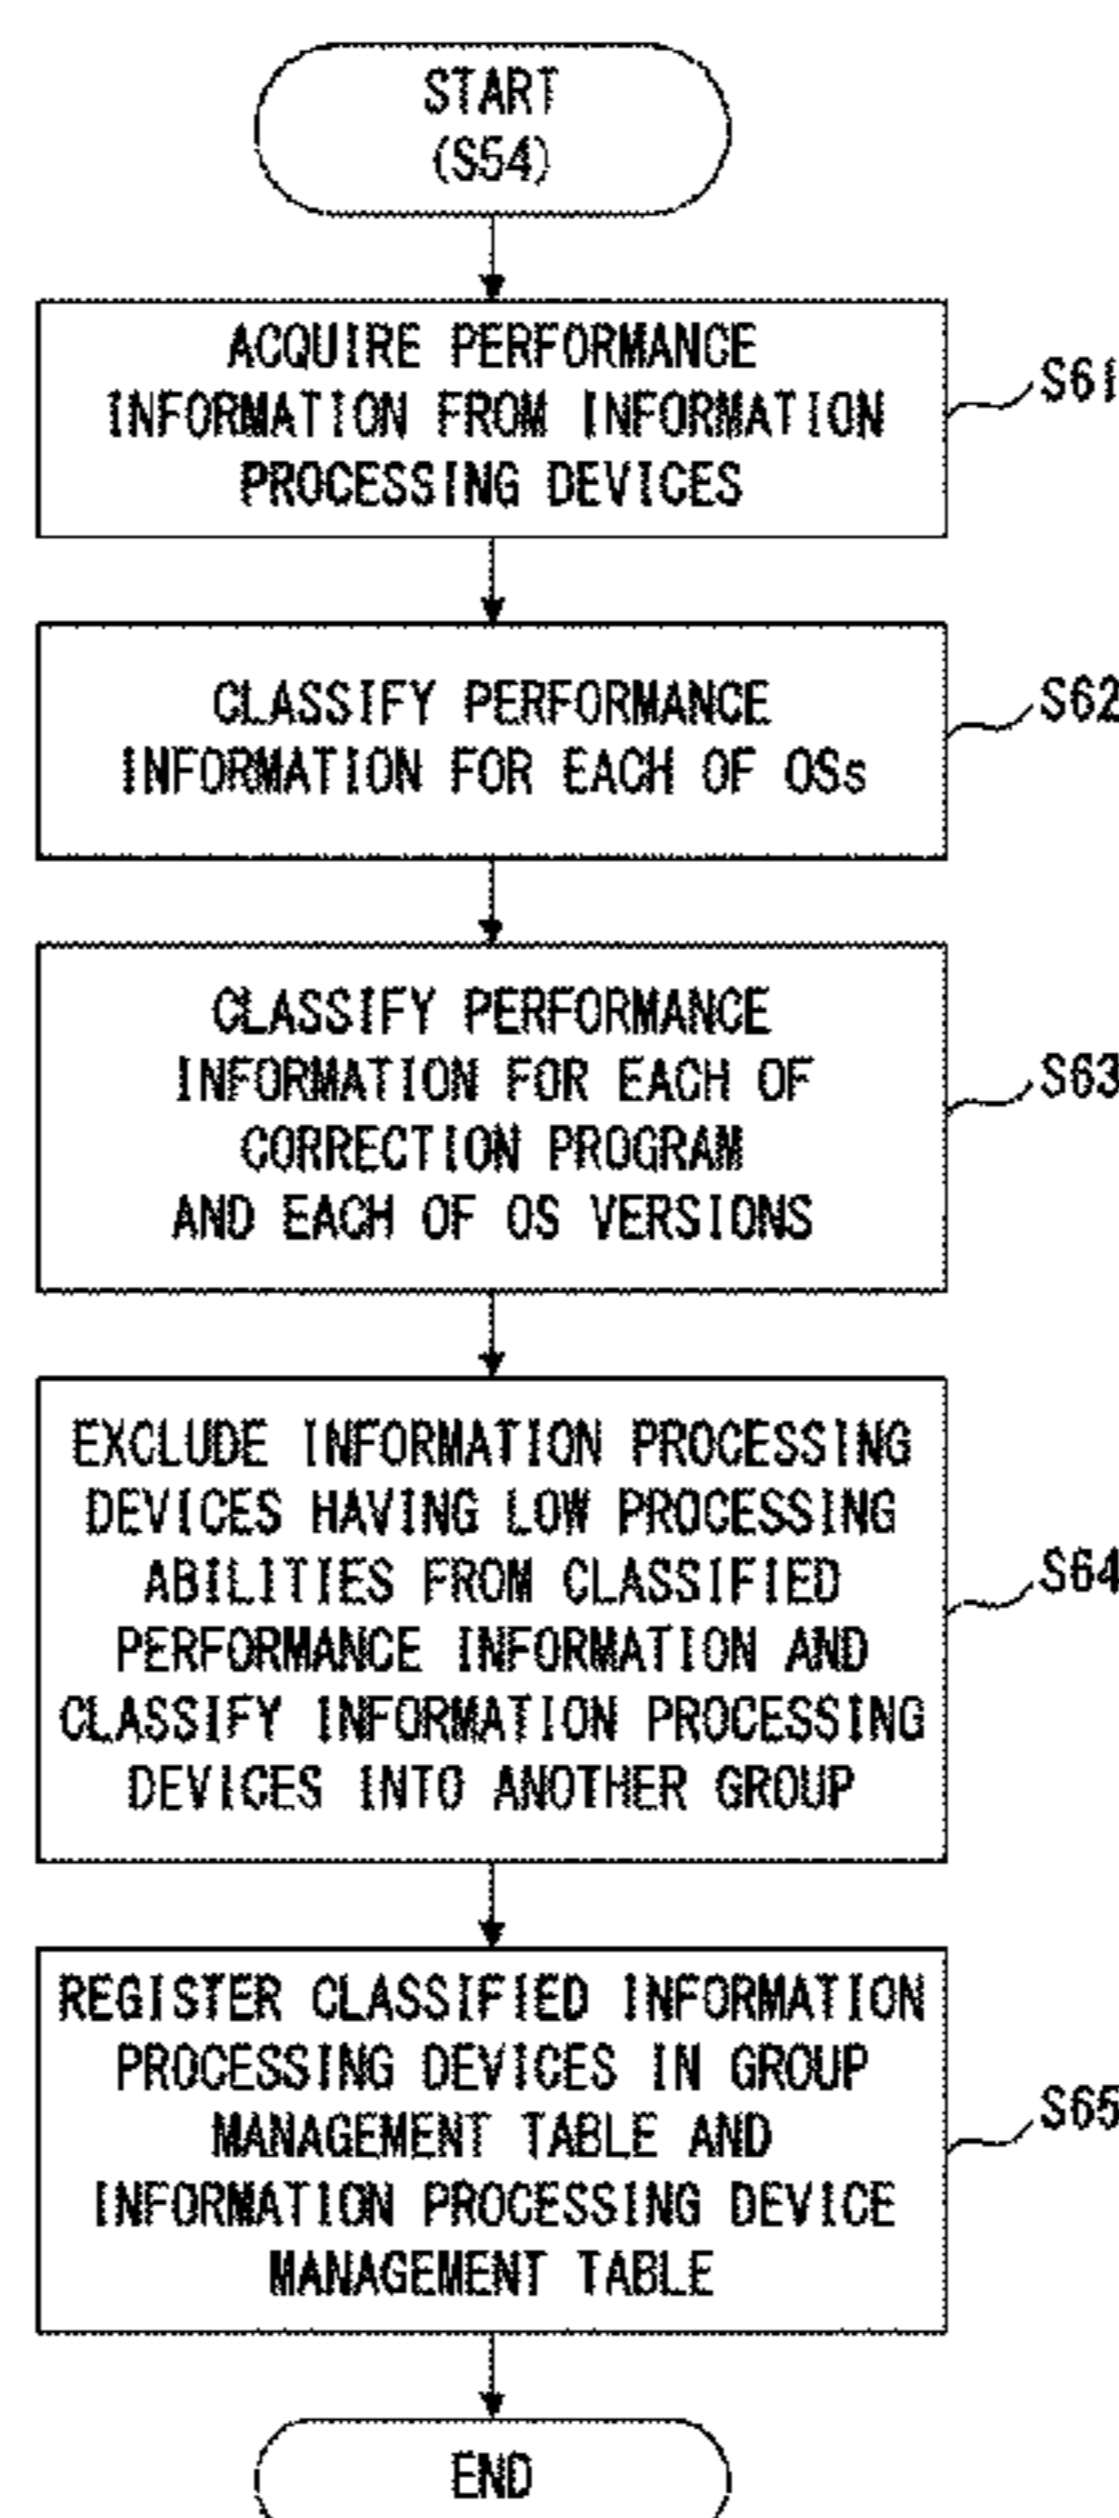 START
(S54)
ACQUIRE PERFORMANCE
INFORMATION FROM INFORMATION
PROCESSING DEVICES
S61
CLASSIFY PERFORMANCE
INFORMATION FOR EACH OF OSs
S62
CLASSIFY PERFORMANCE
INFORMATION FOR EACH OF
CORRECTION PROGRAM
AND EACH OF OS VERSIONS
S63
EXCLUDE INFORMATION PROCESSING
DEVICES HAVING LOW PROCESSING
ABILITIES FROM CLASSIFIED
PERFORMANCE INFORMATION AND
CLASSIFY INFORMATION PROCESSING
DEVICES INTO ANOTHER GROUP
S64
REGISTER CLASSIFIED INFORMATION
PROCESSING DEVICES IN GROUP
MANAGEMENT TABLE AND
INFORMATION PROCESSING DEVICE
MANAGEMENT TABLE
S65
END